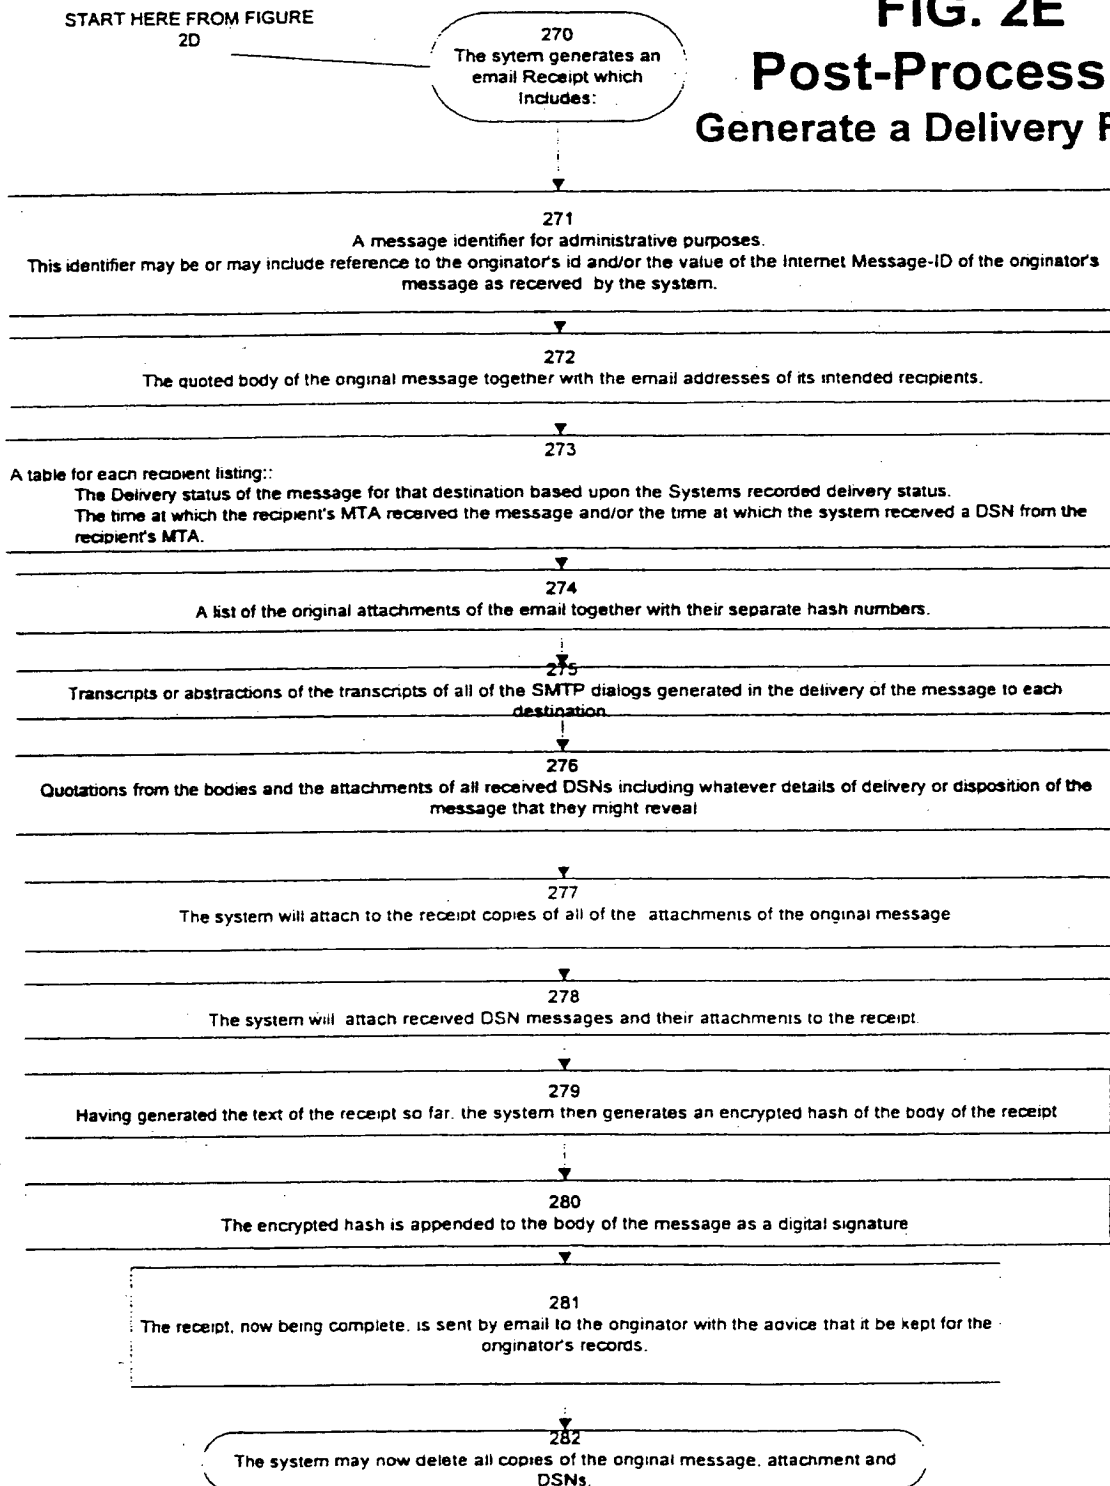 START HERE FROM FIGURE
2D
FIG. 2E
Post-Process
Generate a Delivery
270
The sytem generates an
email Receipt which
Includes:
271
A message identifier for administrative purposes.
This identifier may be or may include reference to the originator's id and/or the value of the Internet Message-ID of the originator's
message as received by the system.
272
The quoted body of the original message together with the email addresses of its intended recipients.
273
A table for each recipient listing::
The Delivery status of the message for that destination based upon the Systems recorded delivery status.
The time at which the recipient's MTA received the message and/or the time at which the system received a DSN from the
recipient's MTA.
274
A list of the original attachments of the email together with their separate hash numbers.
275
Transcripts or abstractions of the transcripts of all of the SMTP dialogs generated in the delivery of the message to each
destination.
276
Quotations from the bodies and the attachments of all received DSNs including whatever details of delivery or disposition of the
message that they might reveal
277
The system will attach to the receipt copies of all of the attachments of the original message
278
The system will attach received DSN messages and their attachments to the receipt.
279
Having generated the text of the receipt so far, the system then generates an encrypted hash of the body of the receipt
280
The encrypted hash is appended to the body of the message as a digital signature
281
The receipt, now being complete, is sent by email to the originator with the advice that it be kept for the
originator's records.
282
The system may now delete all copies of the original message, attachment and
DSNs.